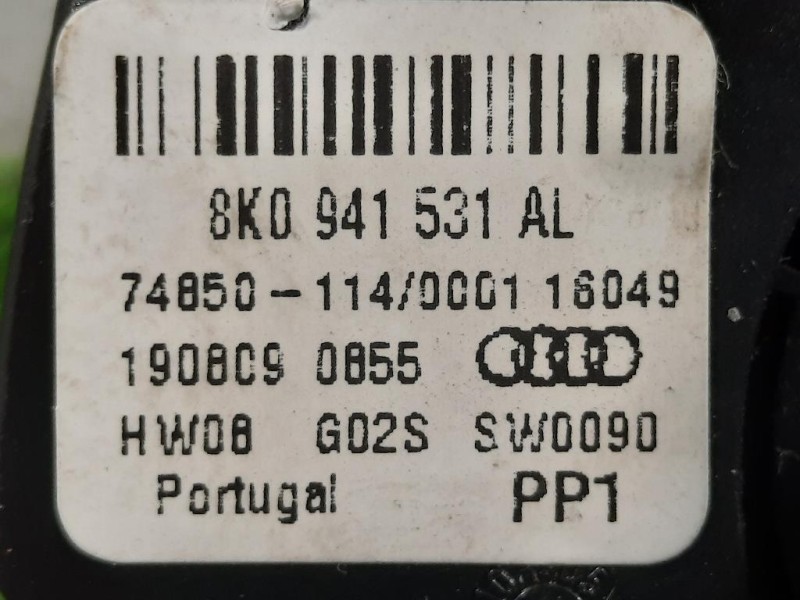 8K0 941 531 AL
74850-114/0001 16049
190809 0855
HW08 G02S SW0090
Portugal PP1